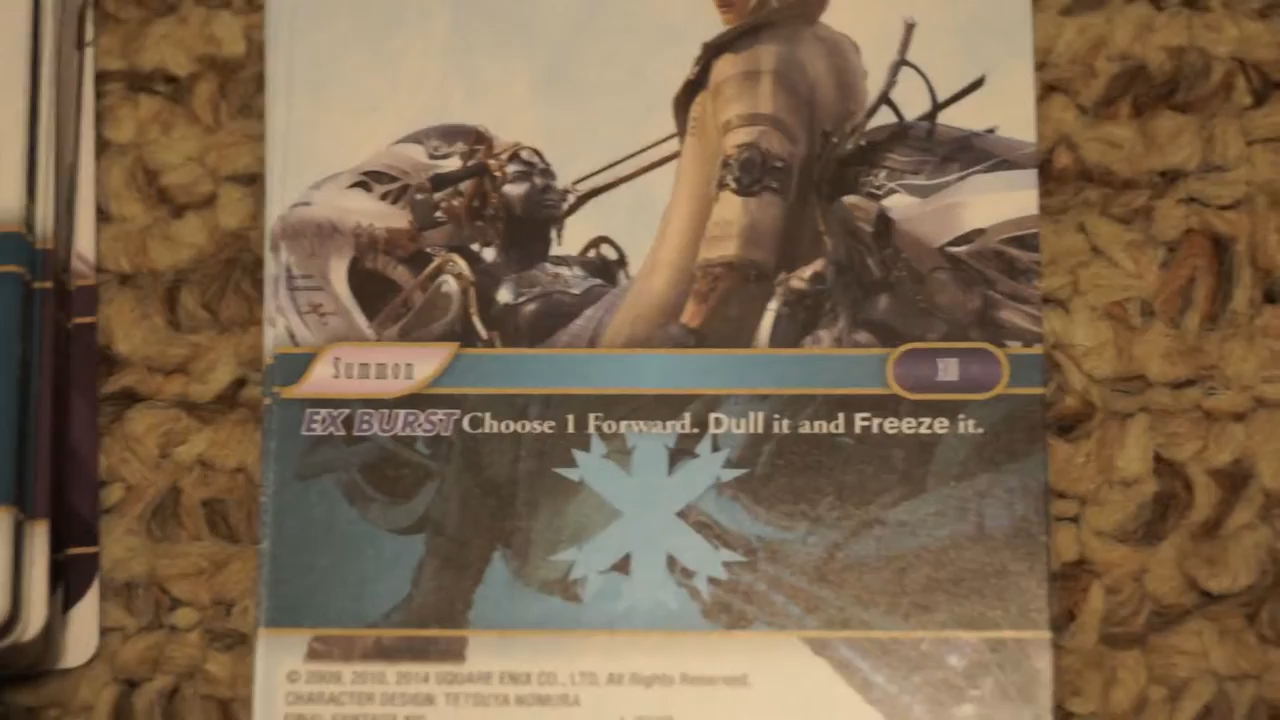 Summon XIII
EX BURST Choose 1 Forward. Dull it and Freeze it.
© 2009, 2010, 2014 SQUARE ENIX CO., LTD, All Rights Reserved.
CHARACTER DESIGN: TETSUYA NOMURA